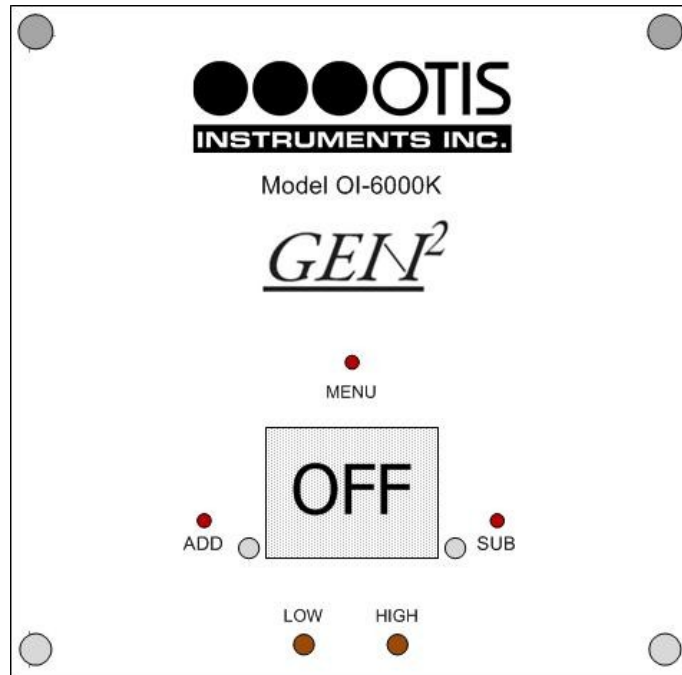 OTIS
INSTRUMENTS INC.
Model OI-6000K
GEN²
MENU
OFF
ADD
SUB
LOW HIGH